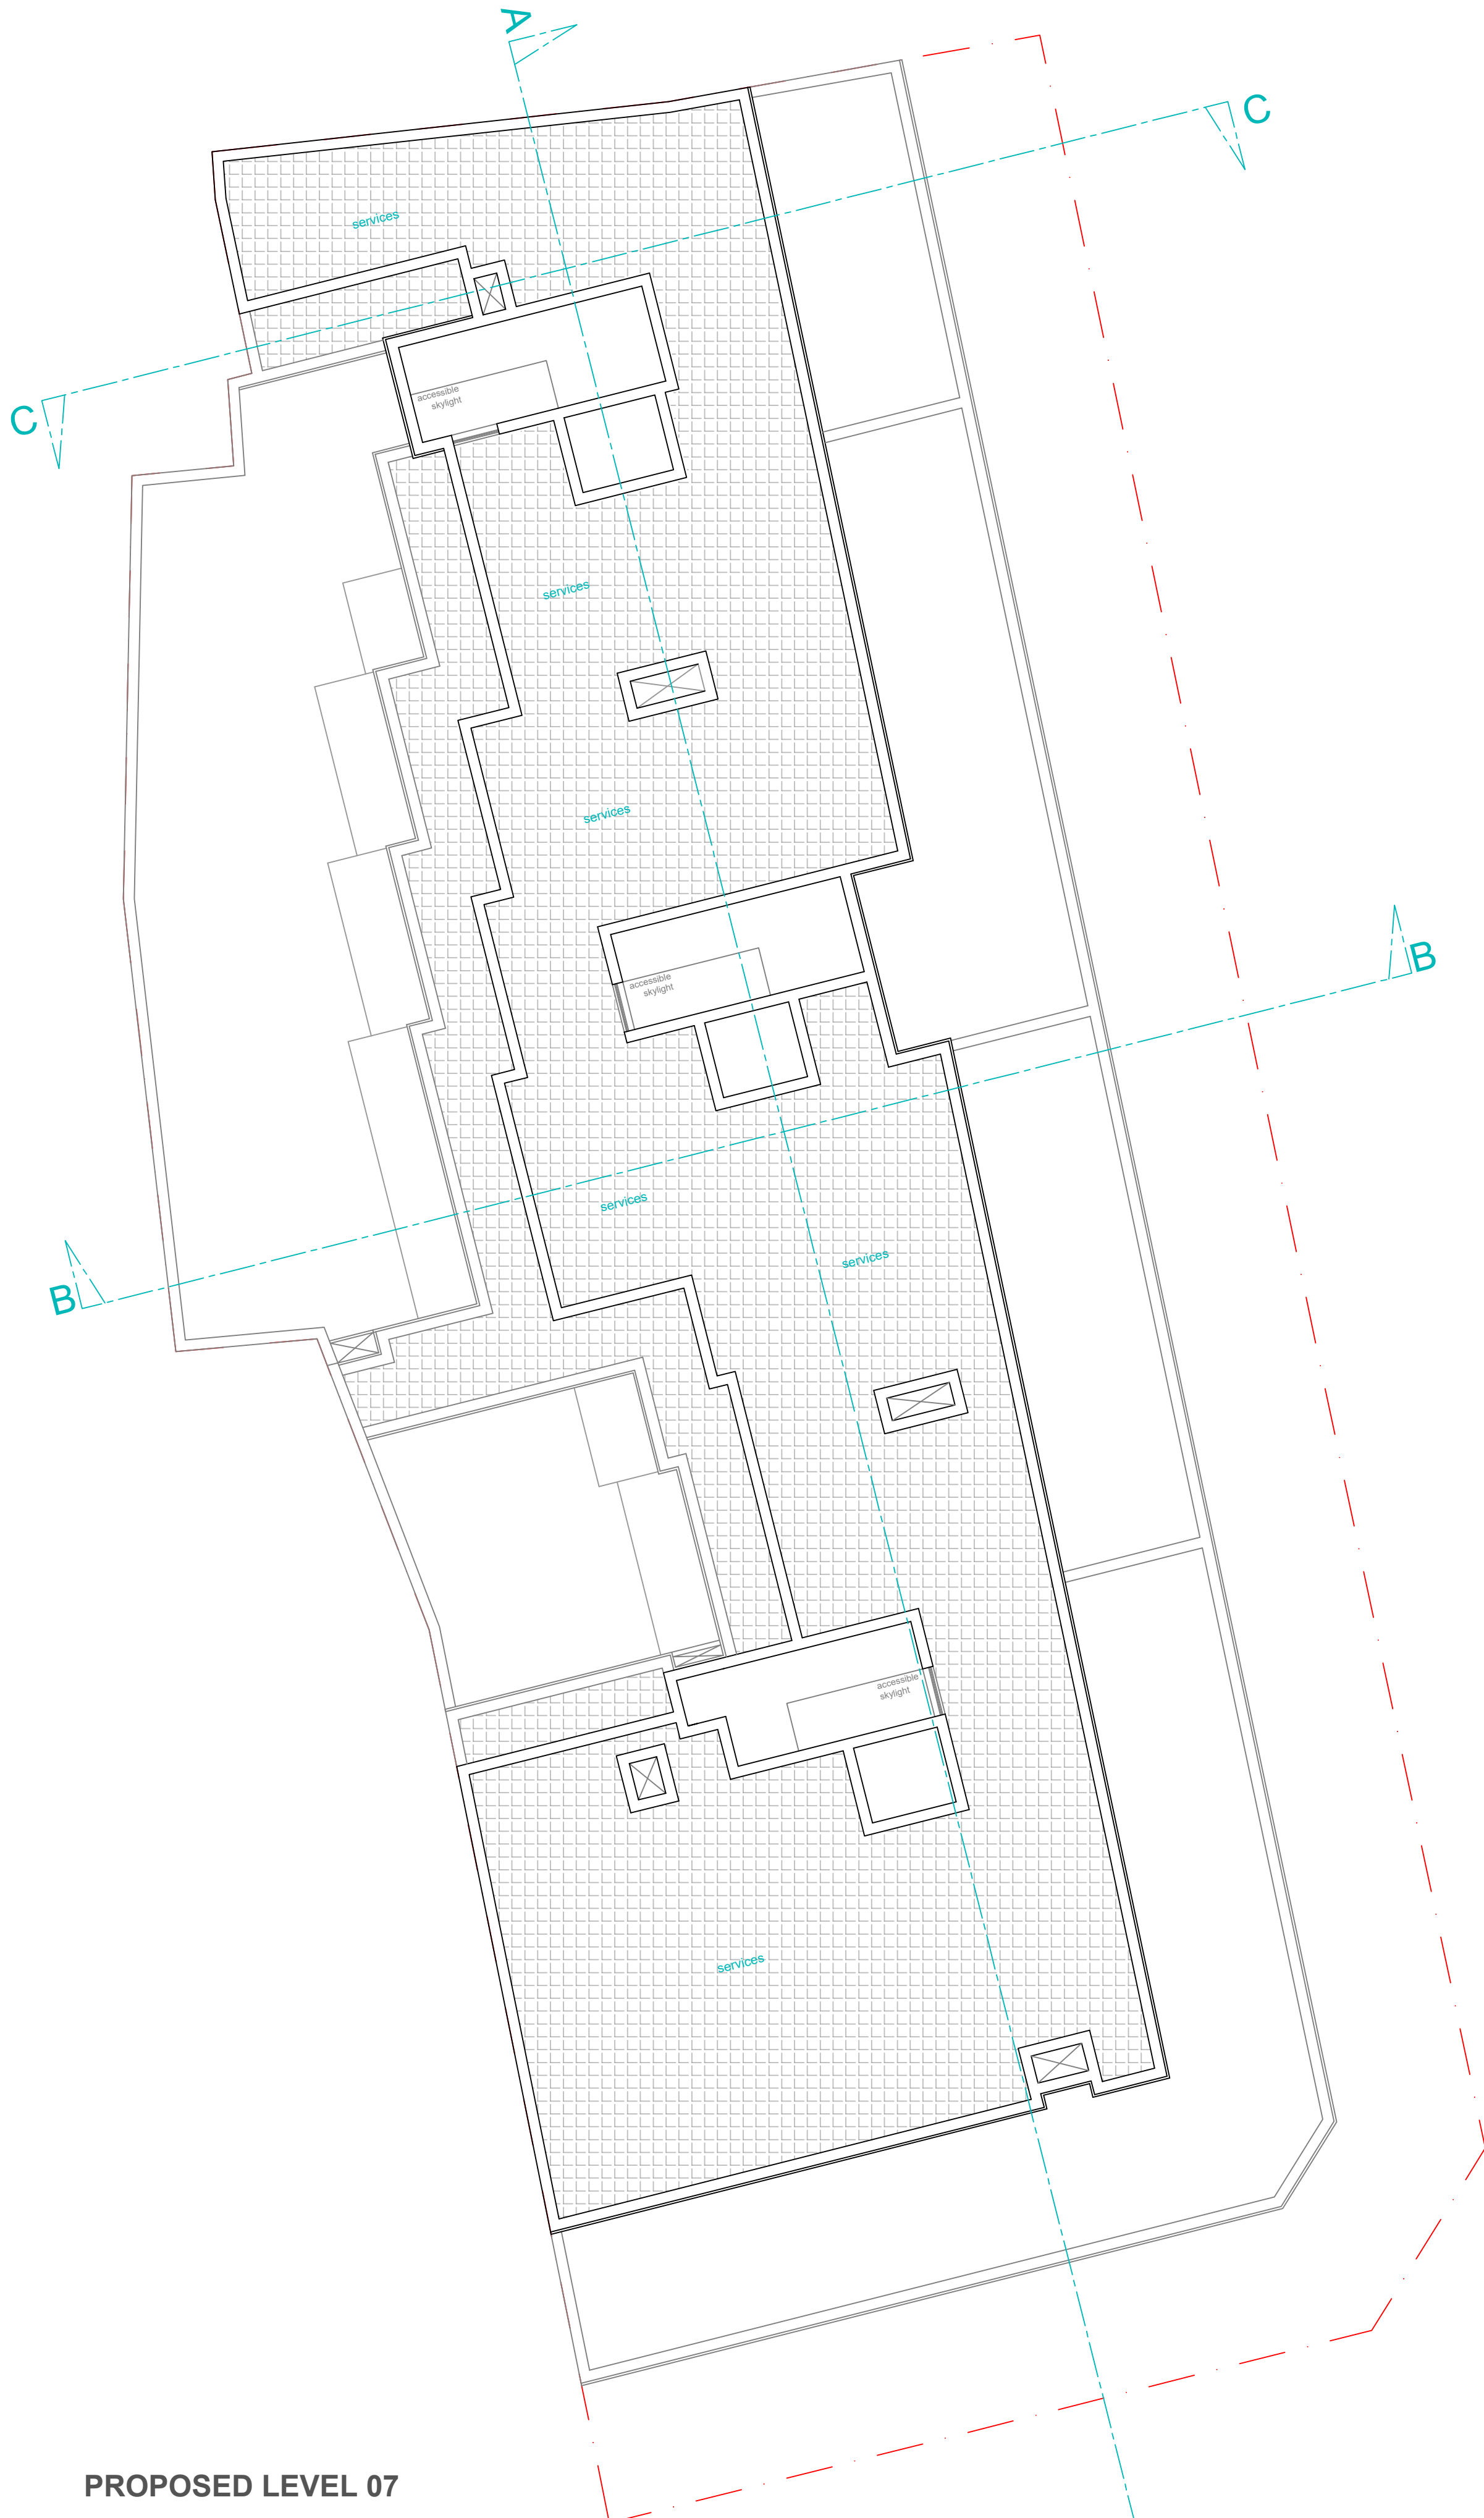 A
C
services
C
accessible
skylight
services
services
B
accessible
skylight
services
services
B
accessible
skylight
services
PROPOSED LEVEL 07